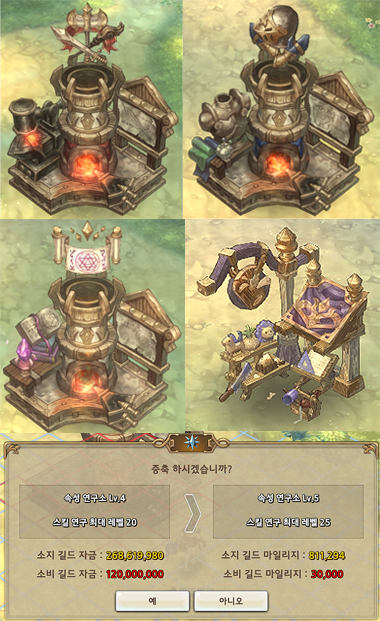 증축 하시겠습니까?
속성 연구소 Lv.4
스킬 연구 최대 레벨 20
속성 연구소 Lv.5
스킬 연구 최대 레벨 25
소지 길드 자금 : 268,619,980
소지 길드 마일리지 : 811,294
소비 길드 자금 : 120,000,000
소비 길드 마일리지 : 30,000
예
아니오